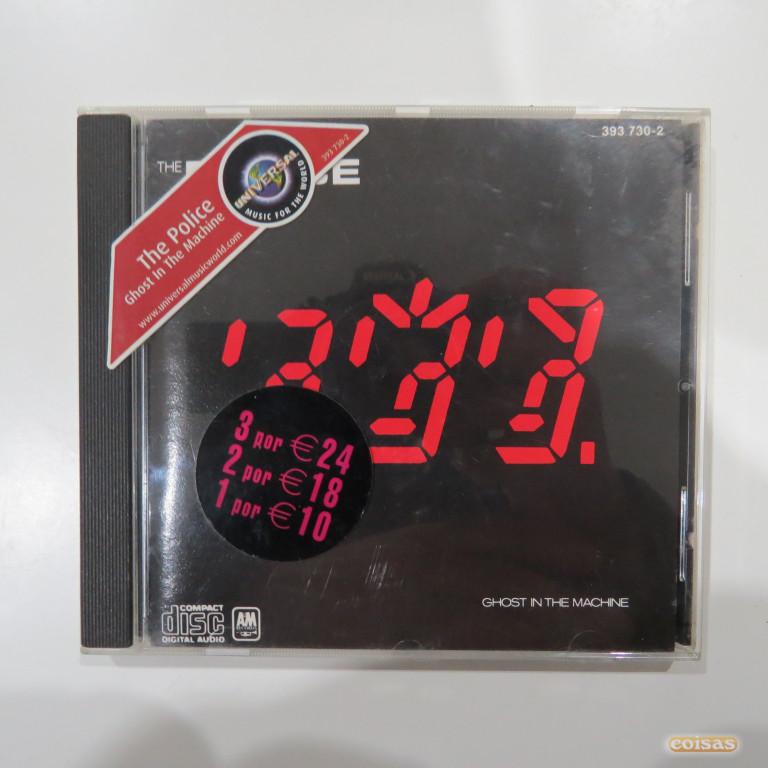 393 730-2
THE
393 730-2
UNIVERSAL
MUSIC FOR THE WORLD
The Police
Ghost In The Machine
www.universalmusicworld.com
3 por €24
2 por €18
1 por €10
GHOST IN THE MACHINE
COMPACT
disc
DIGITAL AUDIO
AM
eoisas